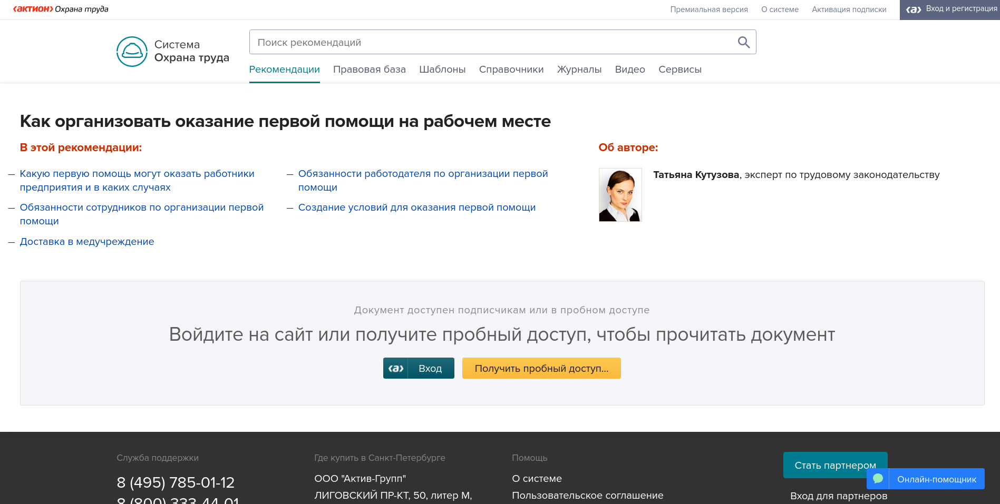 ‹актион› Охрана труда
Премиальная версия О системе Активация подписки
‹а› Вход и регистрация
Система
Охрана труда
Поиск рекомендаций
Рекомендации Правовая база Шаблоны Справочники Журналы Видео Сервисы
Как организовать оказание первой помощи на рабочем месте
В этой рекомендации:
— Какую первую помощь могут оказать работники
предприятия и в каких случаях
— Обязанности сотрудников по организации первой
помощи
— Доставка в медучреждение
— Обязанности работодателя по организации первой
помощи
— Создание условий для оказания первой помощи
Об авторе:
Татьяна Кутузова, эксперт по трудовому законодательству
Документ доступен подписчикам или в пробном доступе
Войдите на сайт или получите пробный доступ, чтобы прочитать документ
‹а› Вход
Получить пробный доступ...
Служба поддержки
8 (495) 785-01-12
8 (800) 333-44-01
Где купить в Санкт-Петербурге
ООО "Актив-Групп"
ЛИГОВСКИЙ ПР-КТ, 50, литер М,
Помощь
О системе
Пользовательское соглашение
Стать партнером
Онлайн-помощник
Вход для партнеров